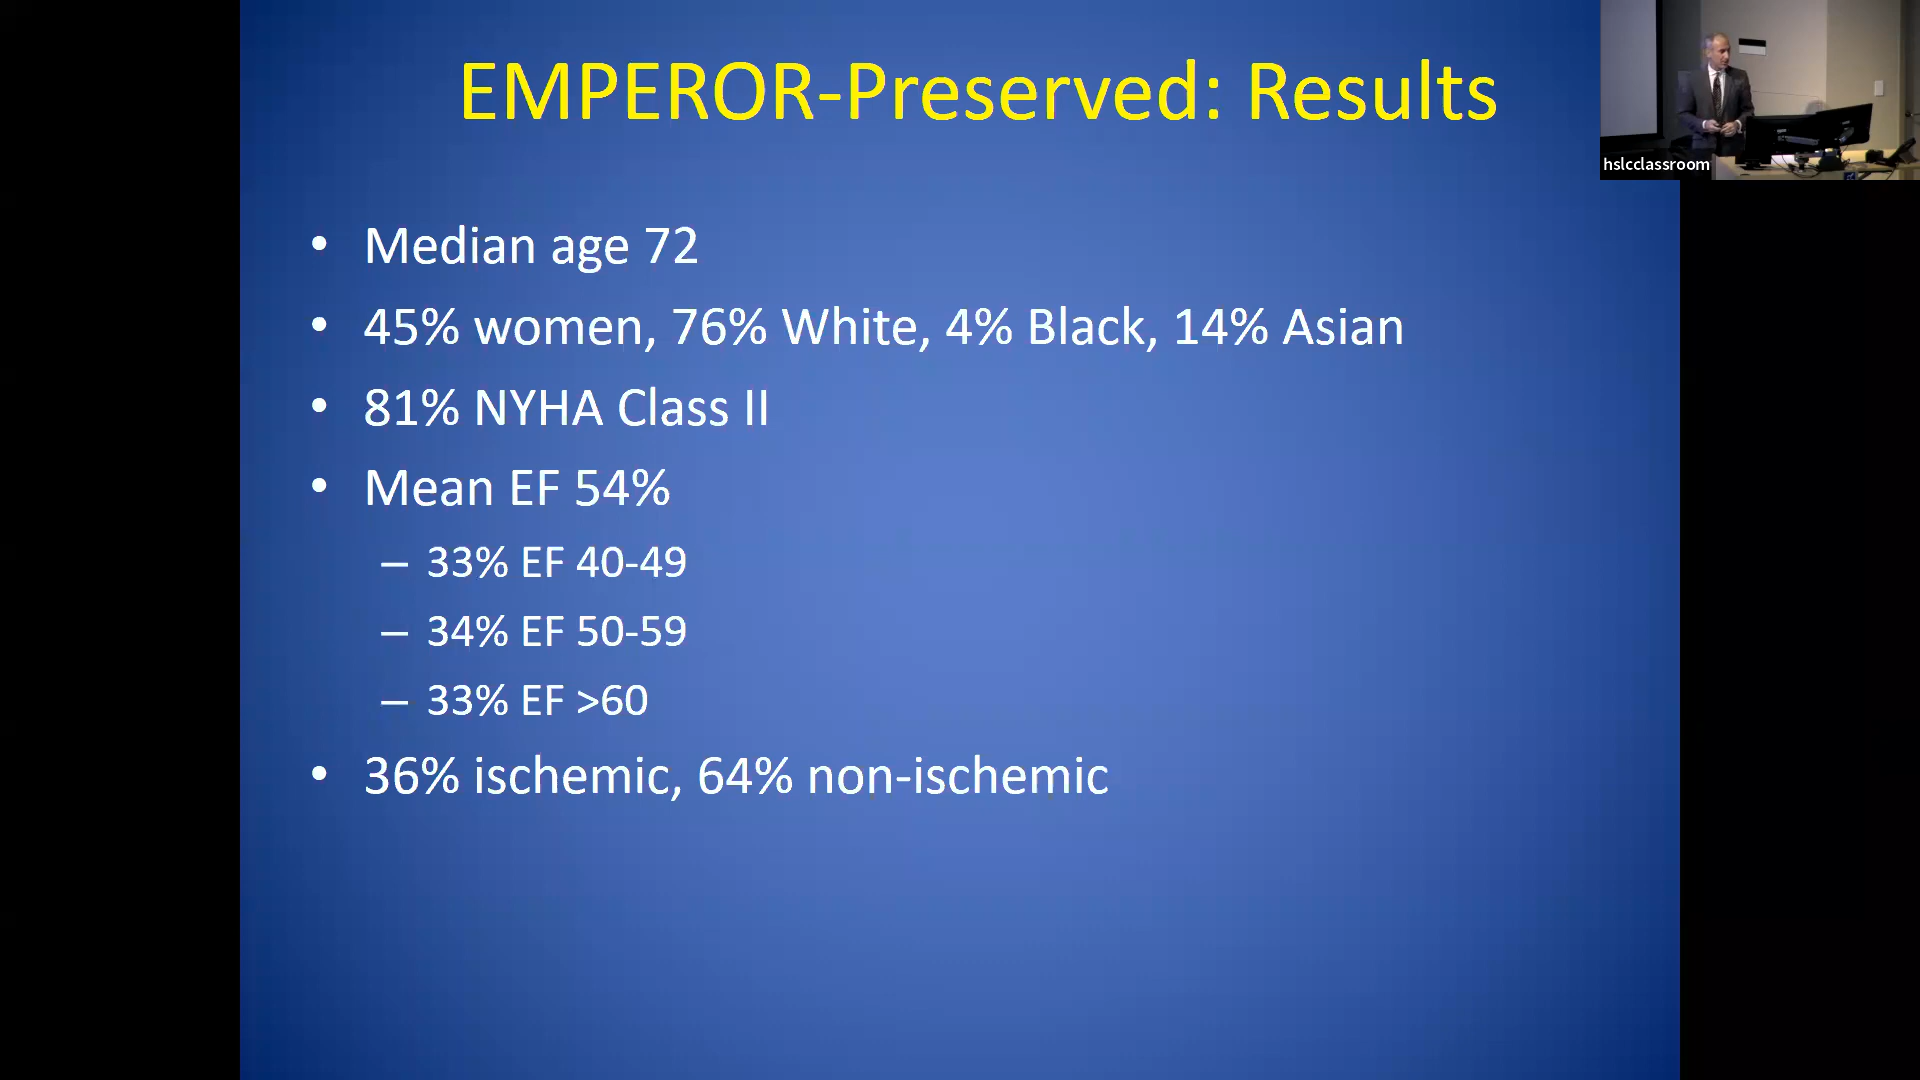 EMPEROR-Preserved: Results
hslcclassroom
• Median age 72
• 45% women, 76% White, 4% Black, 14% Asian
• 81% NYHA Class II
• Mean EF 54%
– 33% EF 40-49
– 34% EF 50-59
– 33% EF >60
• 36% ischemic, 64% non-ischemic